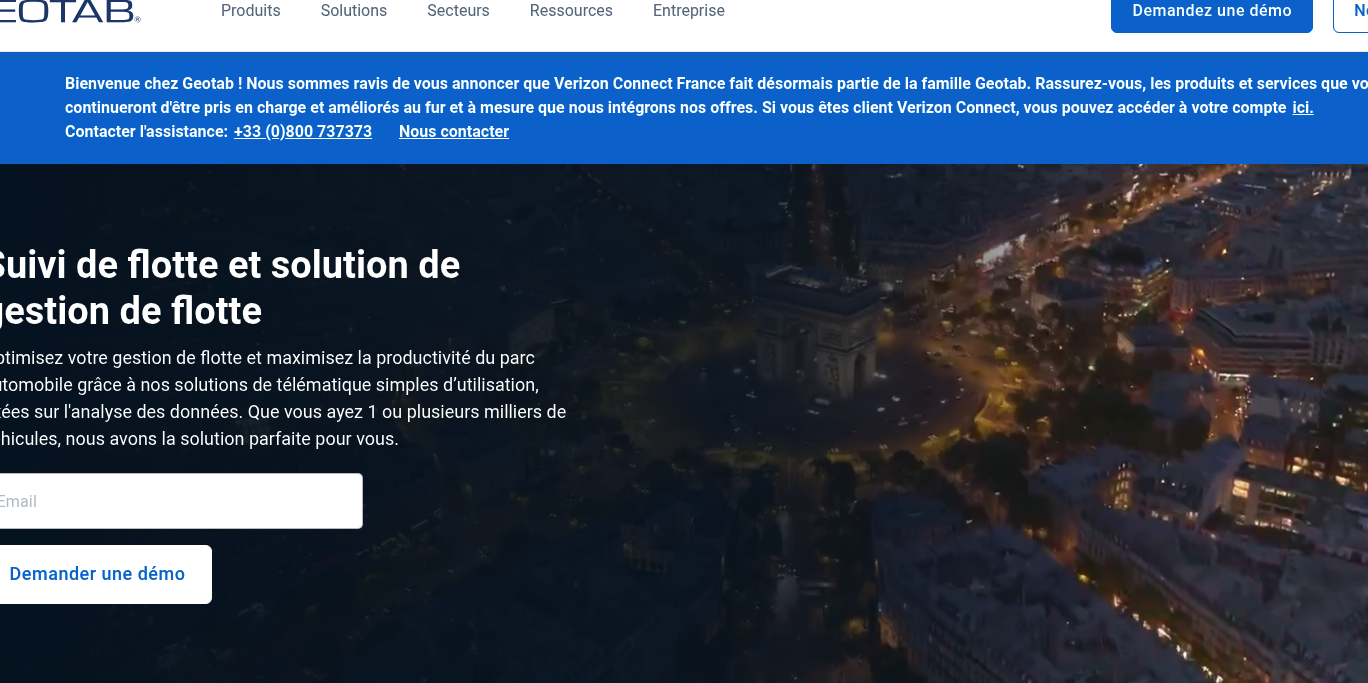 EOTAB®
Produits Solutions Secteurs Ressources Entreprise Demandez une démo
Bienvenue chez Geotab ! Nous sommes ravis de vous annoncer que Verizon Connect France fait désormais partie de la famille Geotab. Rassurez-vous, les produits et services que vo
continueront d'être pris en charge et améliorés au fur et à mesure que nous intégrons nos offres. Si vous êtes client Verizon Connect, vous pouvez accéder à votre compte ici.
Contacter l'assistance: +33 (0)800 737373 Nous contacter
Suivi de flotte et solution de
gestion de flotte
ptimisez votre gestion de flotte et maximisez la productivité du parc
utomobile grâce à nos solutions de télématique simples d’utilisation,
ées sur l'analyse des données. Que vous ayez 1 ou plusieurs milliers de
hicules, nous avons la solution parfaite pour vous.
Email
Demander une démo